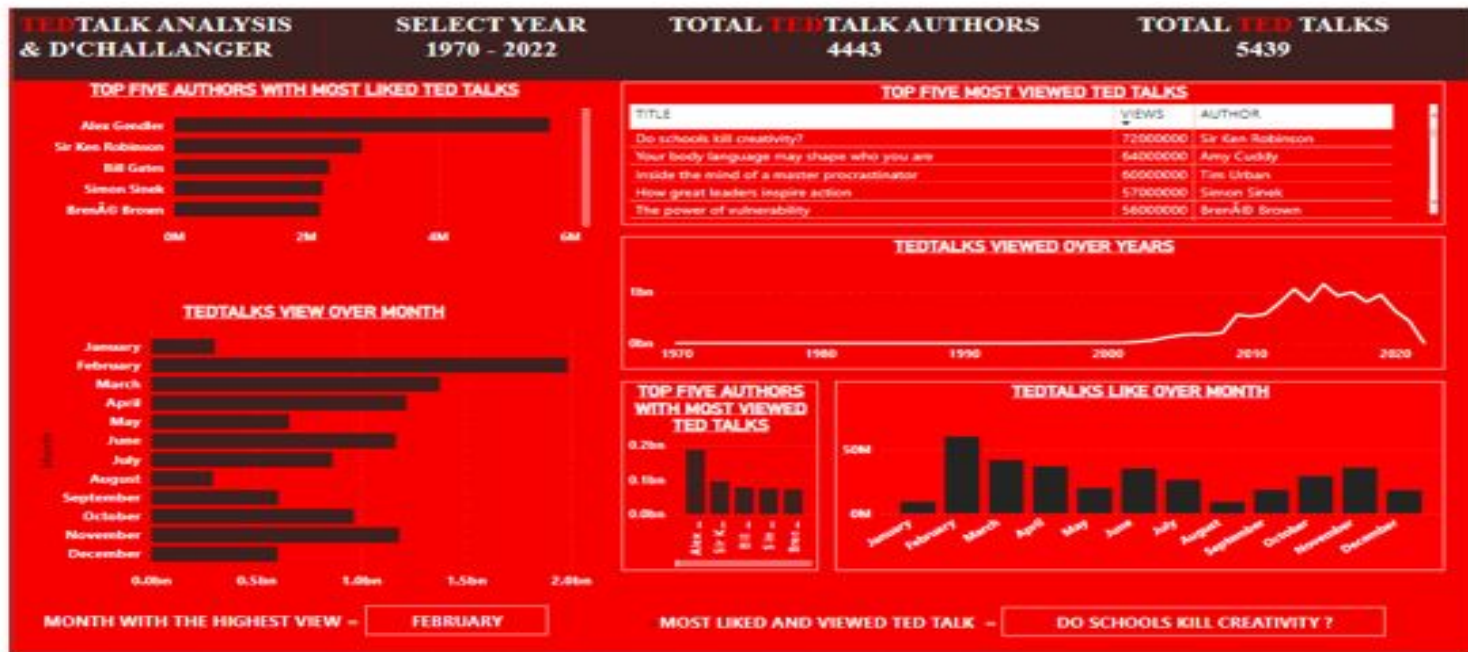 TEDTALK ANALYSIS
& D'CHALLANGER
SELECT YEAR
1970 - 2022
TOTAL TEDTALK AUTHORS
4443
TOTAL TED TALKS
5439
TOP FIVE AUTHORS WITH MOST LIKED TED TALKS
Alex Gendler
Sir Ken Robinson
Bill Gates
Simon Sinek
BrenÃ© Brown
0M 2M 4M 6M
TOP FIVE MOST VIEWED TED TALKS
TITLE VIEWS AUTHOR
Do schools kill creativity? 72000000 Sir Ken Robinson
Your body language may shape who you are 64000000 Amy Cuddy
Inside the mind of a master procrastinator 60000000 Tim Urban
How great leaders inspire action 57000000 Simon Sinek
The power of vulnerability 56000000 BrenÃ© Brown
TEDTALKS VIEWED OVER YEARS
1bn
0bn
1970 1980 1990 2000 2010 2020
TEDTALKS VIEW OVER MONTH
January
February
March
April
May
June
July
August
September
October
November
December
0.0bn 0.5bn 1.0bn 1.5bn 2.0bn
TOP FIVE AUTHORS
WITH MOST VIEWED
TED TALKS
0.2bn
0.1bn
0.0bn
Alex ...
Sir K...
Bill ...
Bren...
TEDTALKS LIKE OVER MONTH
50M
0M
January
February
March
April
May
June
July
August
September
October
November
December
MONTH WITH THE HIGHEST VIEW - FEBRUARY
MOST LIKED AND VIEWED TED TALK - DO SCHOOLS KILL CREATIVITY ?